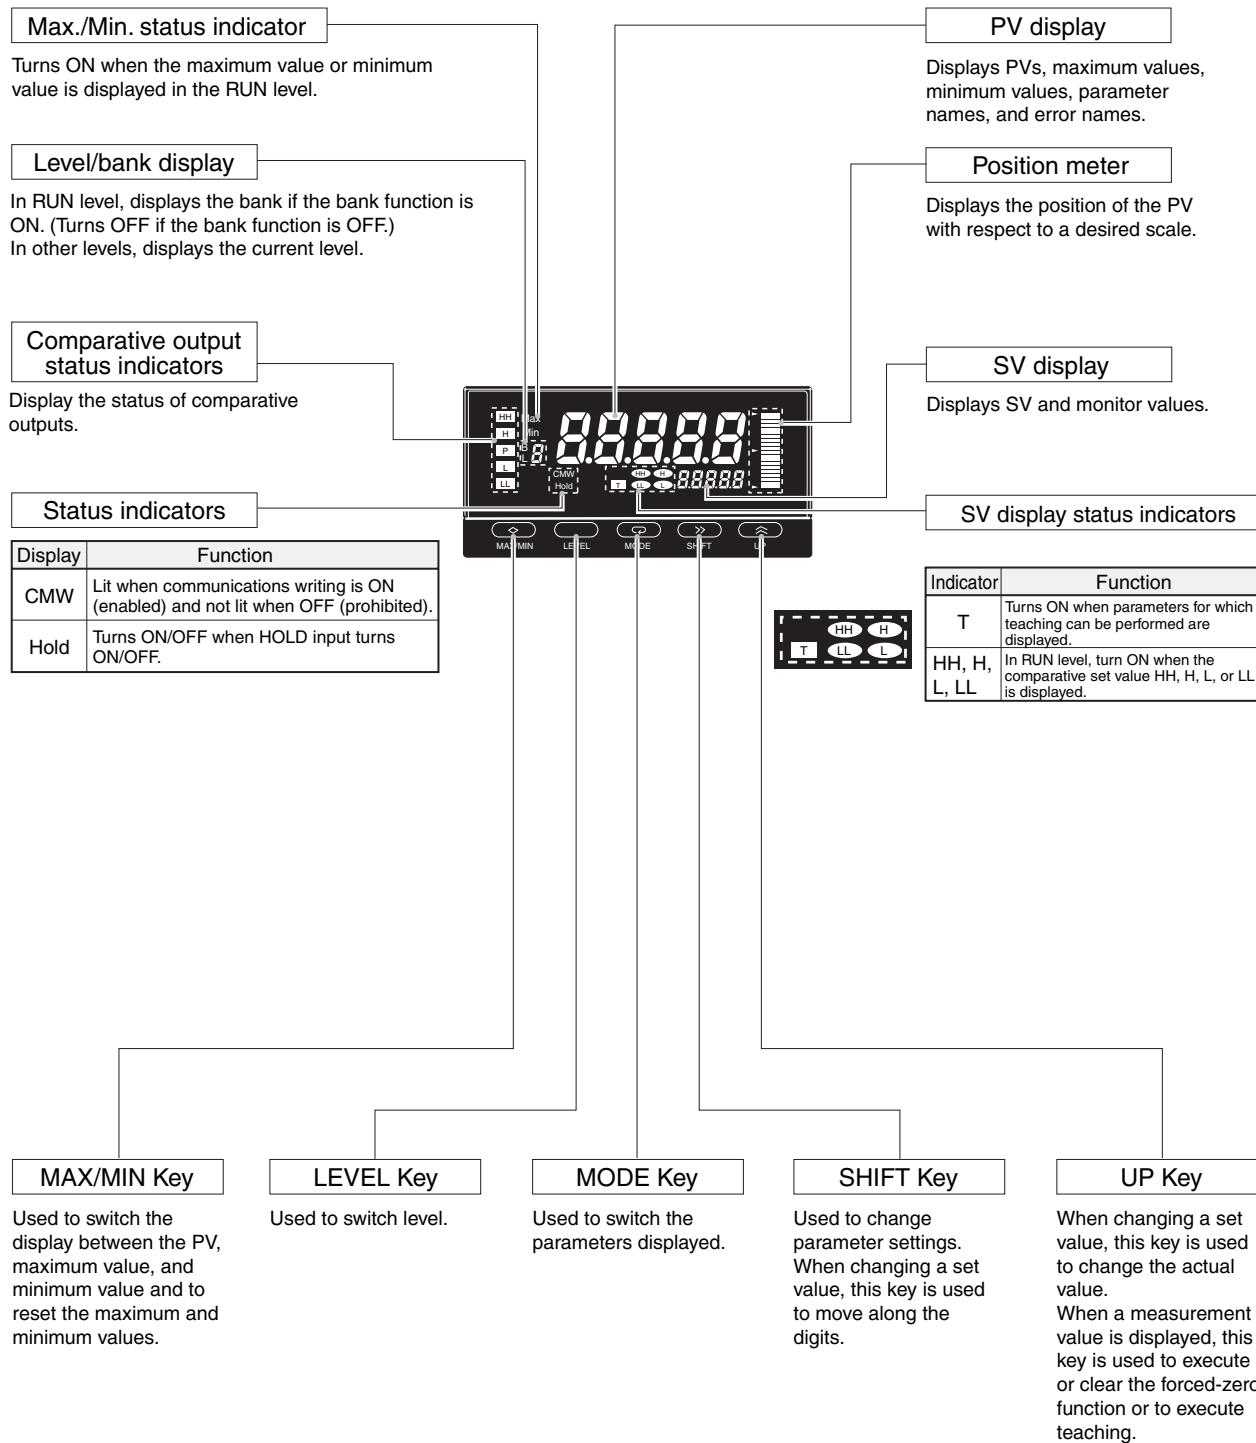 Max./Min. status indicator
Turns ON when the maximum value or minimum
value is displayed in the RUN level.
Level/bank display
In RUN level, displays the bank if the bank function is
ON. (Turns OFF if the bank function is OFF.)
In other levels, displays the current level.
Comparative output
status indicators
Display the status of comparative
outputs.
Status indicators
Display Function
CMW Lit when communications writing is ON
(enabled) and not lit when OFF (prohibited).
Hold Turns ON/OFF when HOLD input turns
ON/OFF.
PV display
Displays PVs, maximum values,
minimum values, parameter
names, and error names.
Position meter
Displays the position of the PV
with respect to a desired scale.
SV display
Displays SV and monitor values.
SV display status indicators
Indicator Function
T Turns ON when parameters for which
teaching can be performed are
displayed.
HH, H,
L, LL
In RUN level, turn ON when the
comparative set value HH, H, L, or LL
is displayed.
HH
H
P
L
LL
Max
Min
B
L 8
88888
CMW
Hold
HH H
T LL L
88888
MAX/MIN LEVEL MODE SHIFT UP
HH H
T LL L
MAX/MIN Key
Used to switch the
display between the PV,
maximum value, and
minimum value and to
reset the maximum and
minimum values.
LEVEL Key
Used to switch level.
MODE Key
Used to switch the
parameters displayed.
SHIFT Key
Used to change
parameter settings.
When changing a set
value, this key is used
to move along the
digits.
UP Key
When changing a set
value, this key is used
to change the actual
value.
When a measurement
value is displayed, this
key is used to execute
or clear the forced-zero
function or to execute
teaching.